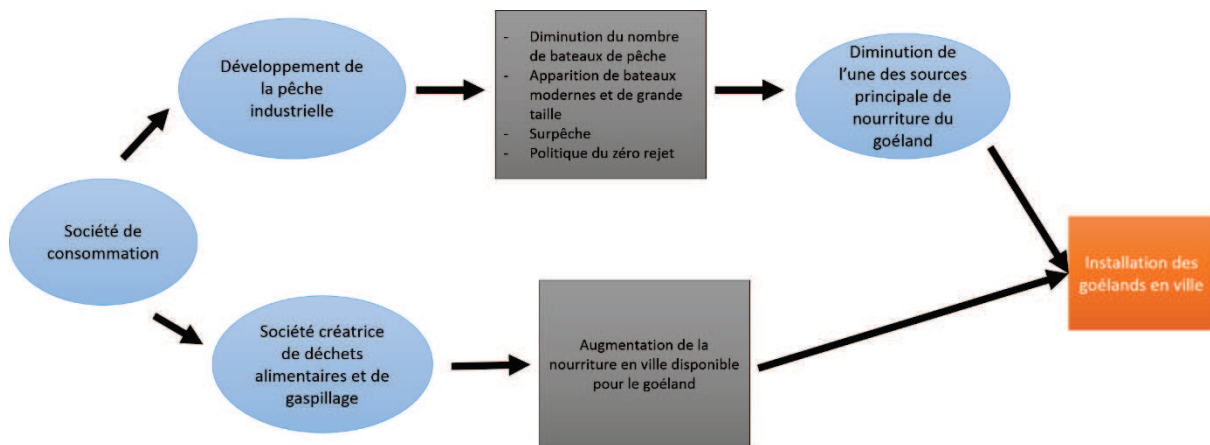 Développement de
la pêche
industrielle
- Diminution du nombre
de bateaux de pêche
- Apparition de bateaux
modernes et de grande
taille
- Surpêche
- Politique du zéro rejet
Diminution de
l'une des sources
principale de
nourriture du
goéland
Société de
consommation
Installation des
goélands en ville
Société créatrice
de déchets
alimentaires et de
gaspillage
Augmentation de la
nourriture en ville disponible
pour le goéland